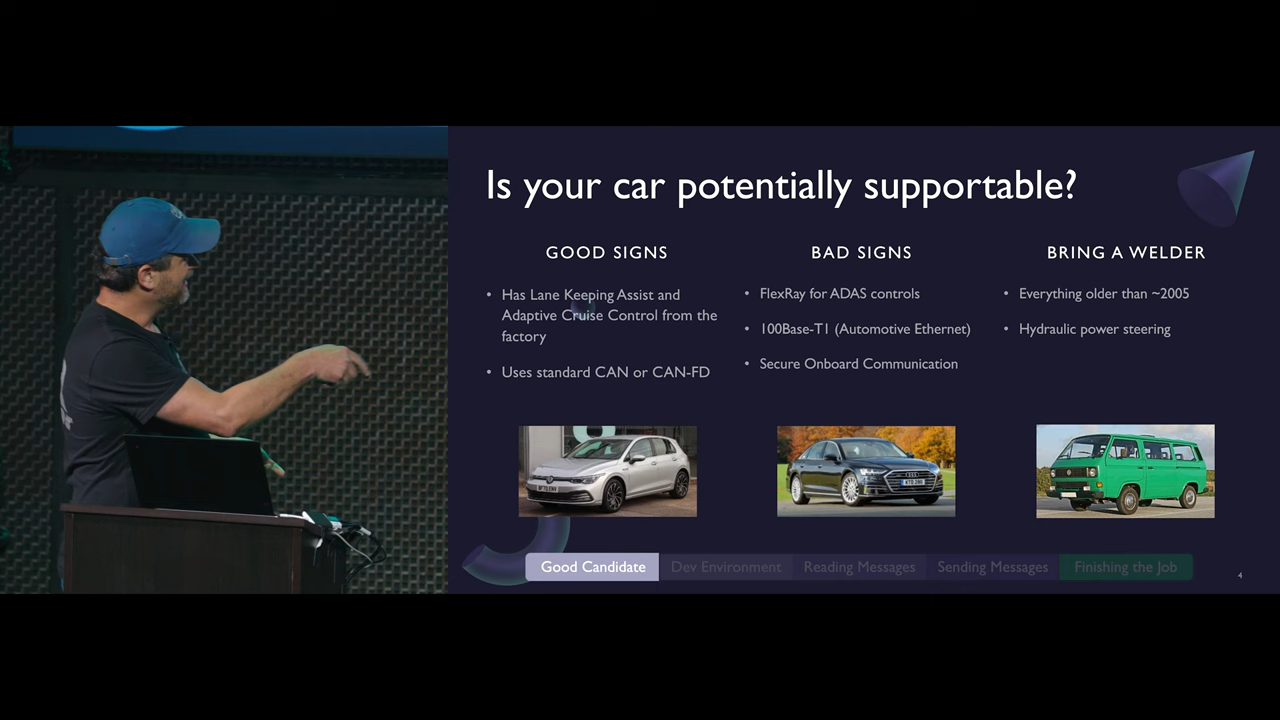 Is your car potentially supportable?
GOOD SIGNS
• Has Lane Keeping Assist and
Adaptive Cruise Control from the
factory
• Uses standard CAN or CAN-FD
BAD SIGNS
• FlexRay for ADAS controls
• 100Base-T1 (Automotive Ethernet)
• Secure Onboard Communication
BRING A WELDER
• Everything older than ~2005
• Hydraulic power steering
Good Candidate
Dev Environment
Reading Messages
Sending Messages
Finishing the Job
4